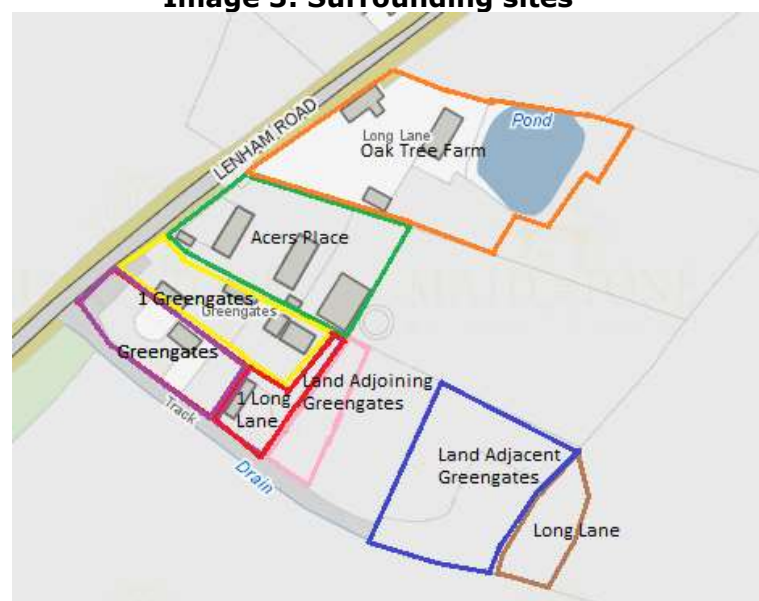 Image 3: Surrounding sites
LENHAM ROAD
Pond
Long Lane
Oak Tree Farm
Acers Place
1 Greengates
Greengates
Greengates
1 Long
Lane
Land Adjoining
Greengates
Track
Drain
Land Adjacent
Greengates
Long Lane